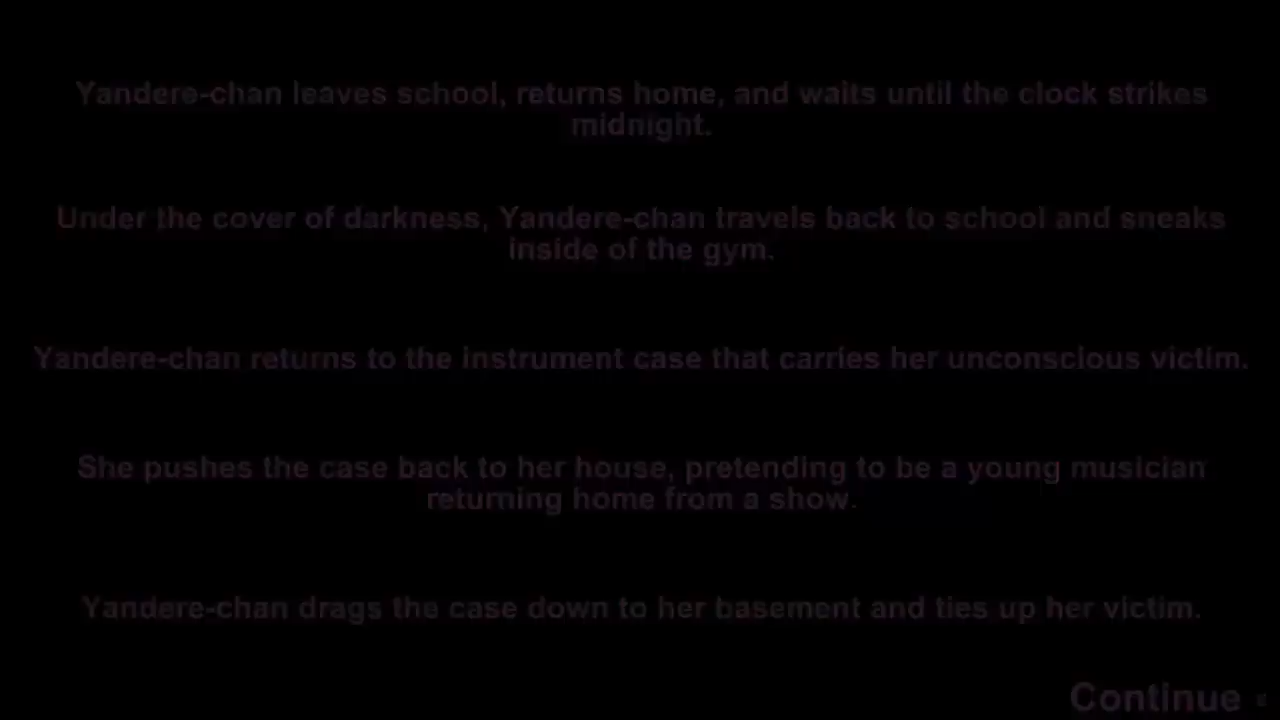 Yandere-chan leaves school, returns home, and waits until the clock strikes
midnight.
Under the cover of darkness, Yandere-chan travels back to school and sneaks
inside of the gym.
Yandere-chan returns to the instrument case that carries her unconscious victim.
She pushes the case back to her house, pretending to be a young musician
returning home from a show.
Yandere-chan drags the case down to her basement and ties up her victim.
Continue